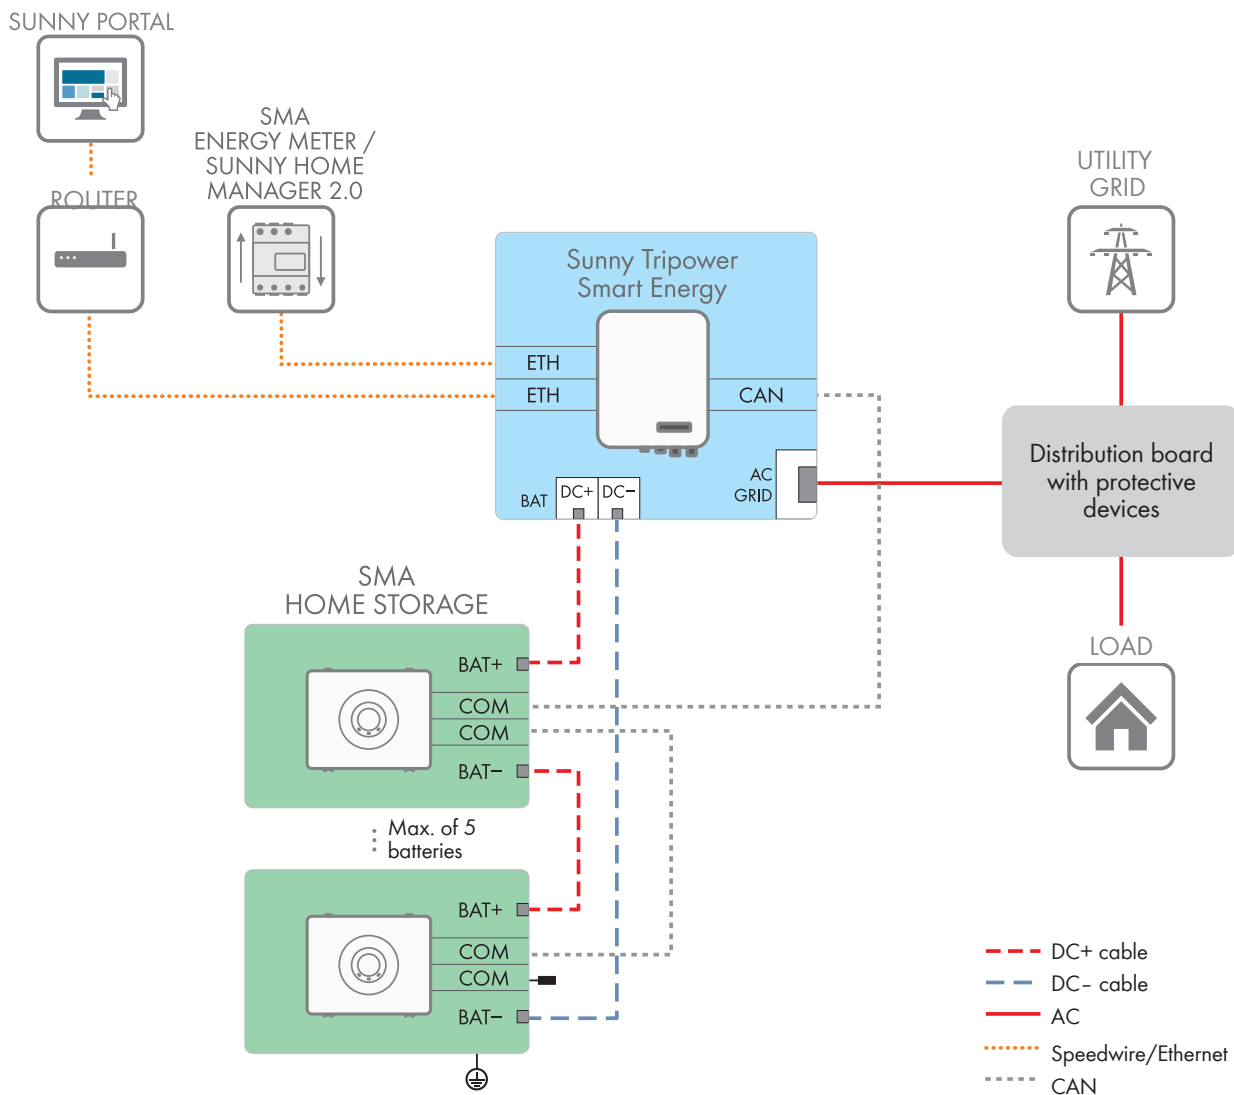 SUNNY PORTAL
ROUTER
SMA
ENERGY METER /
SUNNY HOME
MANAGER 2.0
UTILITY
GRID
Sunny Tripower
Smart Energy
ETH
ETH
CAN
AC
GRID
BAT
DC+
DC−
Distribution board
with protective
devices
LOAD
SMA
HOME STORAGE
BAT+
COM
COM
BAT−
Max. of 5
batteries
BAT+
COM
COM
BAT−
DC+ cable
DC− cable
AC
Speedwire/Ethernet
CAN